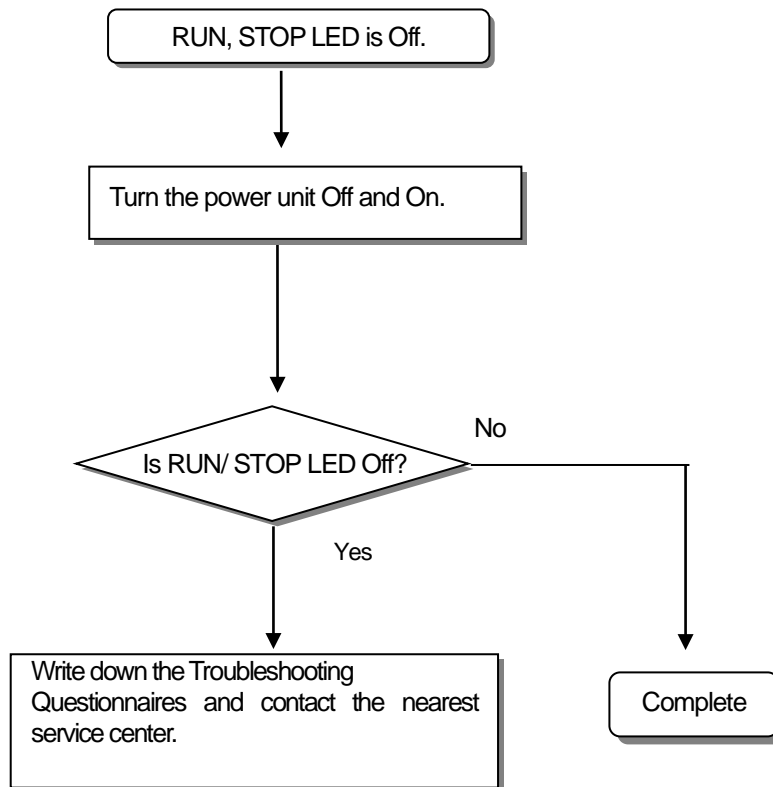 RUN, STOP LED is Off.
Turn the power unit Off and On.
Is RUN/ STOP LED Off?
No
Yes
Write down the Troubleshooting
Questionnaires and contact the nearest
service center.
Complete